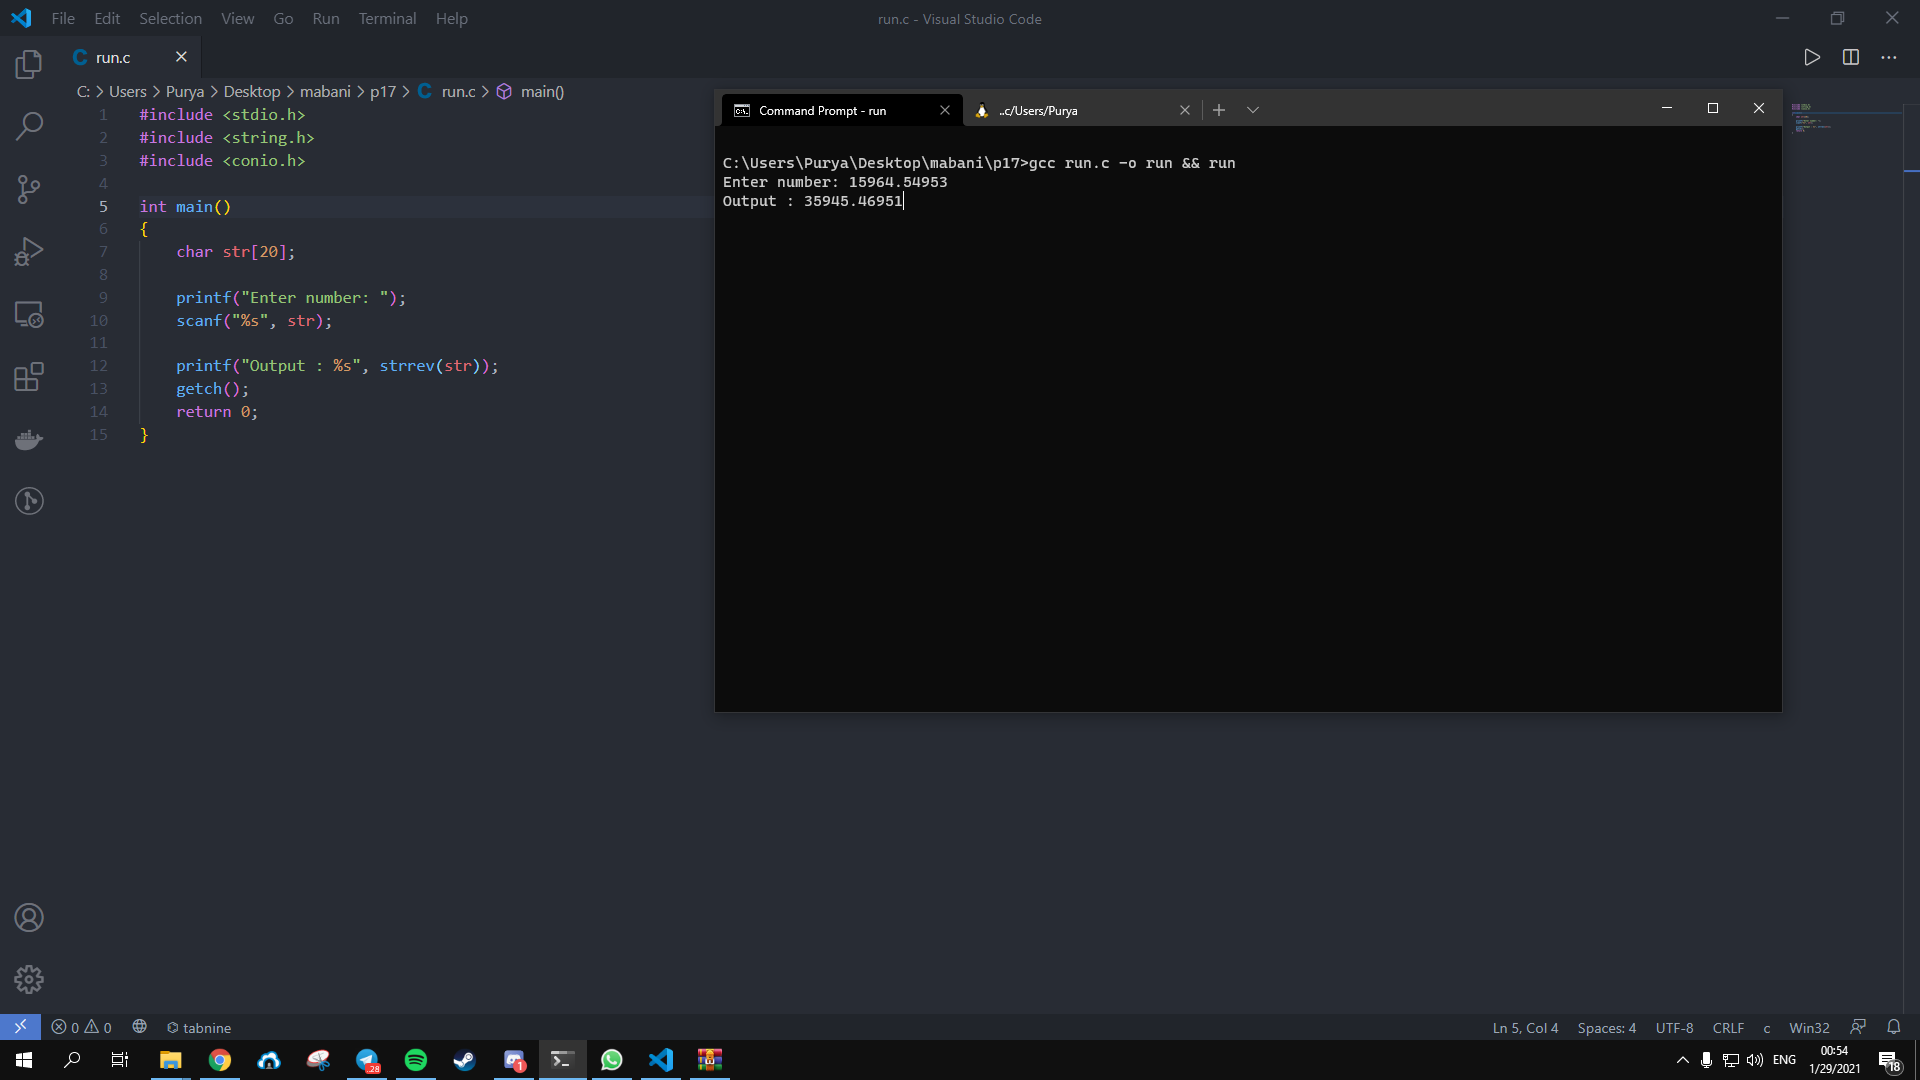 File Edit Selection View Go Run Terminal Help
run.c - Visual Studio Code
C run.c
C: > Users > Purya > Desktop > mabani > p17 > C run.c > main()
1 #include <stdio.h>
2 #include <string.h>
3 #include <conio.h>
4
5 int main()
6 {
7 char str[20];
8
9 printf("Enter number: ");
10 scanf("%s", str);
11
12 printf("Output : %s", strrev(str));
13 getch();
14 return 0;
15 }
Command Prompt - run
..c/Users/Purya
C:\Users\Purya\Desktop\mabani\p17>gcc run.c -o run && run
Enter number: 15964.54953
Output : 35945.46951
0 0 tabnine
Ln 5, Col 4 Spaces: 4 UTF-8 CRLF c Win32
28
1
ENG
00:54
1/29/2021
18